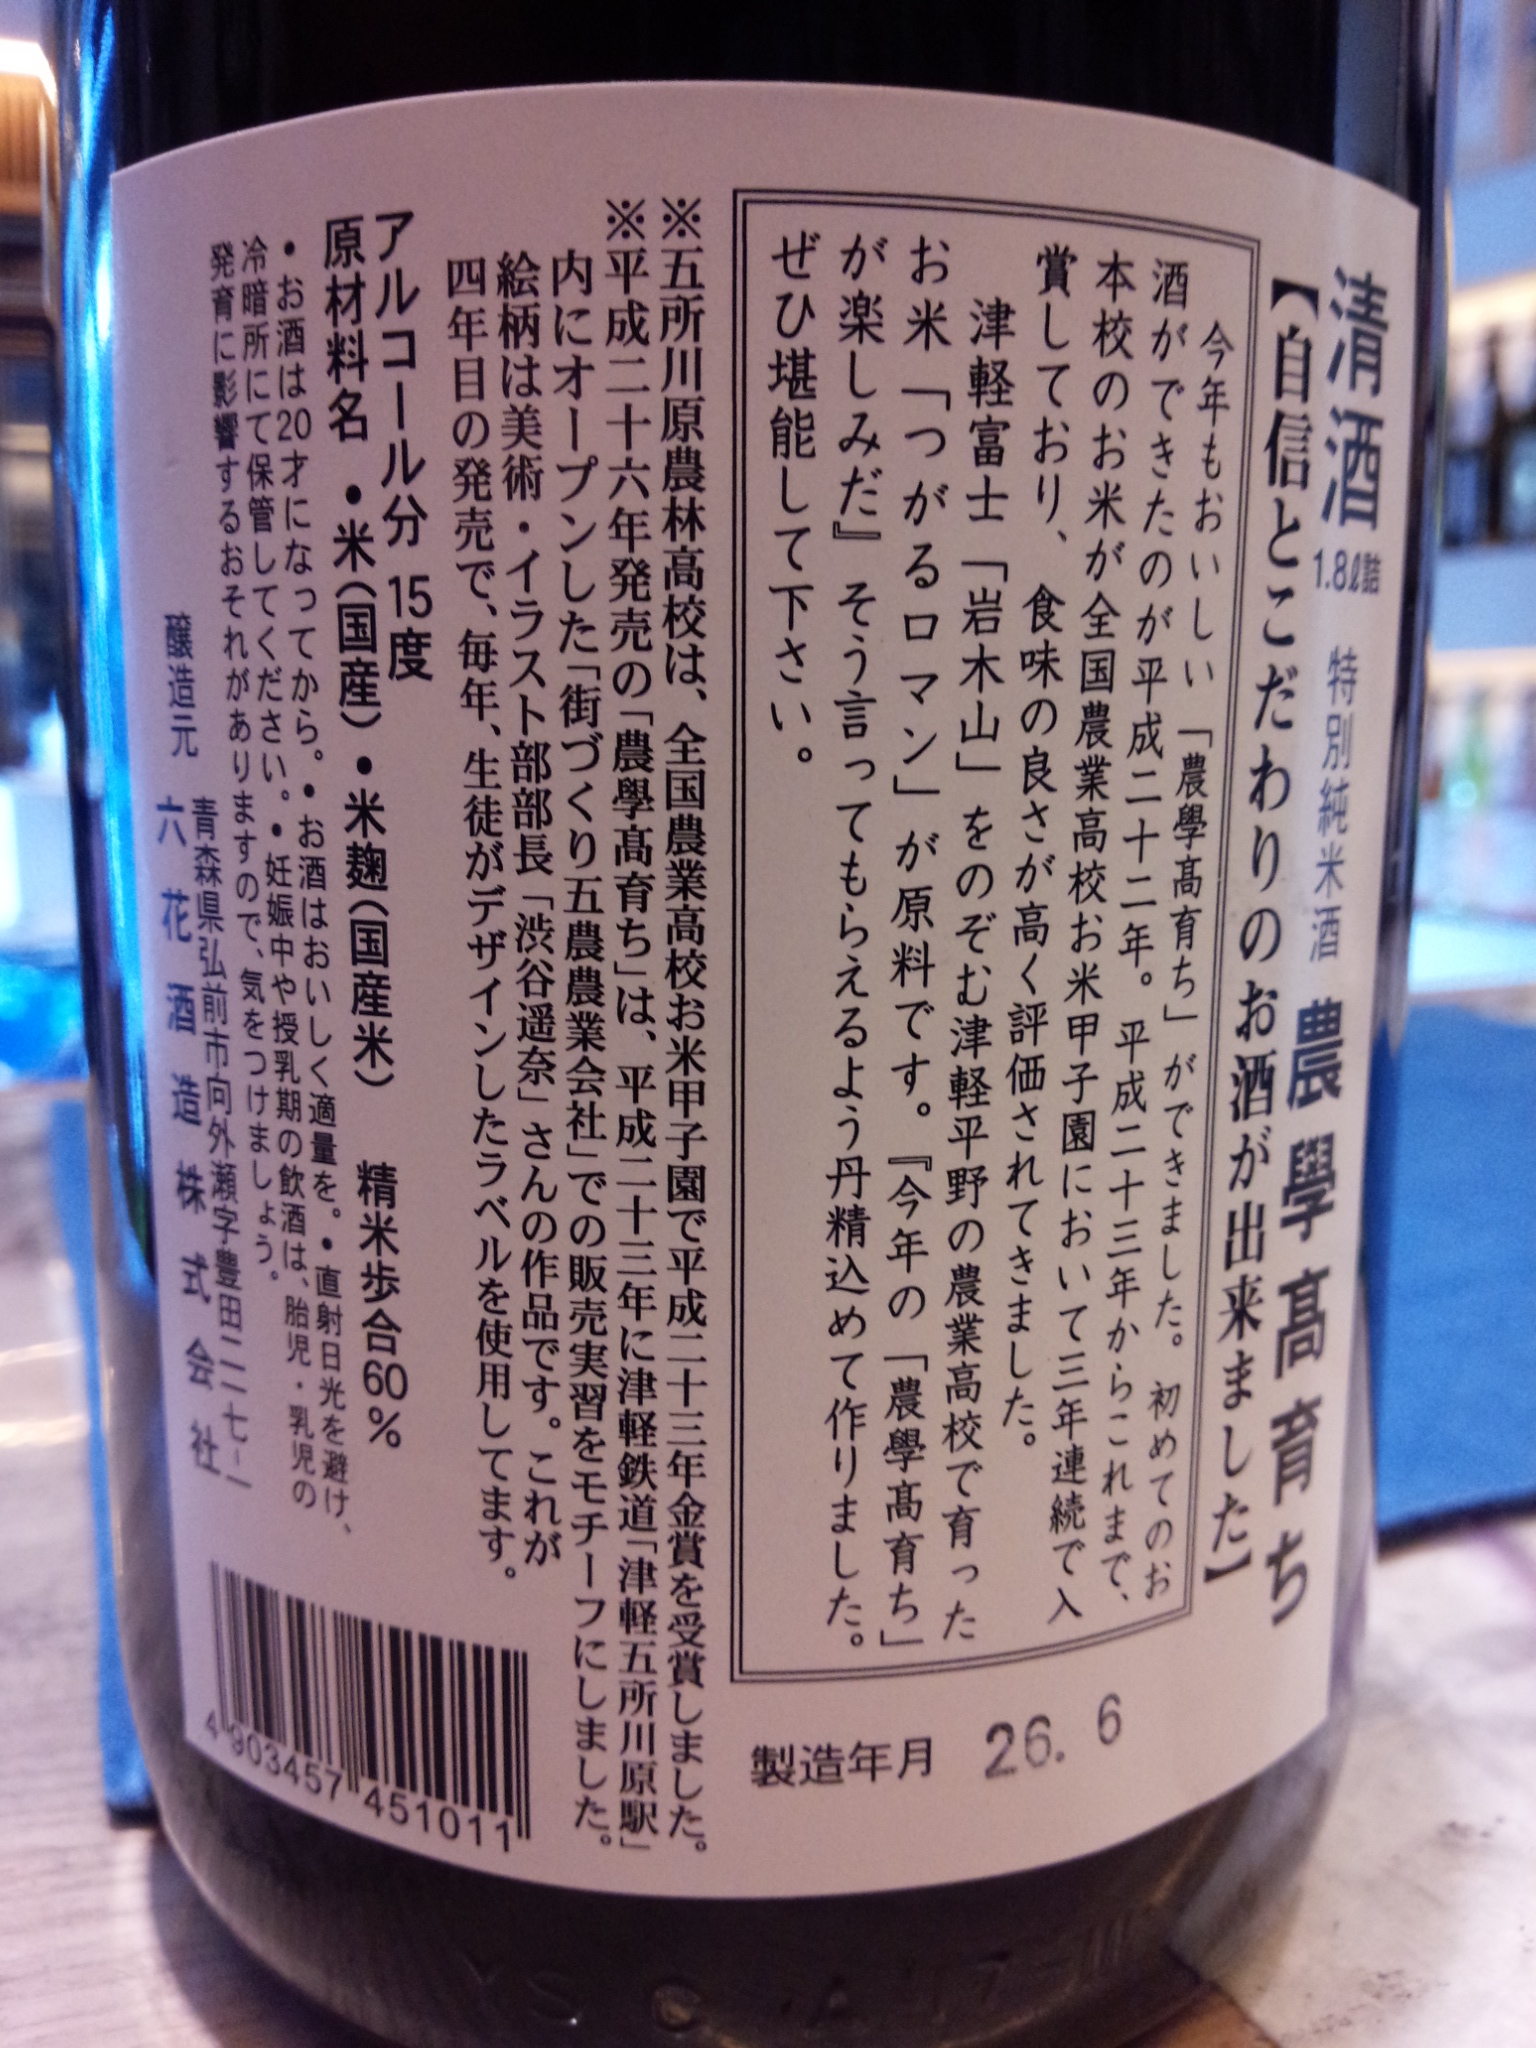 清酒 1.8ℓ詰 特別純米酒 農學髙育ち
【自信とこだわりのお酒が出来ました】
今年もおいしい「農學髙育ち」ができました。初めてのお
酒ができたのが平成二十二年。平成二十三年からこれまで、
本校のお米が全国農業高校お米甲子園において三年連続で入
賞しており、食味の良さが高く評価されてきました。
津軽富士「岩木山」をのぞむ津軽平野の農業高校で育った
お米「つがるロマン」が原料です。『今年の「農學髙育ち」
が楽しみだ』そう言ってもらえるよう丹精込めて作りました。
ぜひ堪能して下さい。
製造年月 26.6
※五所川原農林高校は、全国農業高校お米甲子園で平成二十三年金賞を受賞しました。
※平成二十六年発売の「農學髙育ち」は、平成二十三年に津軽鉄道「津軽五所川原駅」
内にオープンした「街づくり五農農業会社」での販売実習をモチーフにしました。
絵柄は美術・イラスト部部長「渋谷遥奈」さんの作品です。これが
四年目の発売で、毎年、生徒がデザインしたラベルを使用してます。
アルコール分 15度
原材料名 •米(国産)•米麹(国産米) 精米歩合60%
•お酒は20才になってから。•お酒はおいしく適量を。•直射日光を避け、
冷暗所にて保管してください。•妊娠中や授乳期の飲酒は、胎児・乳児の
発育に影響するおそれがありますので、気をつけましょう。
青森県弘前市向外瀬字豊田二一七-一
醸造元 六花酒造株式会社
4 903457 451011